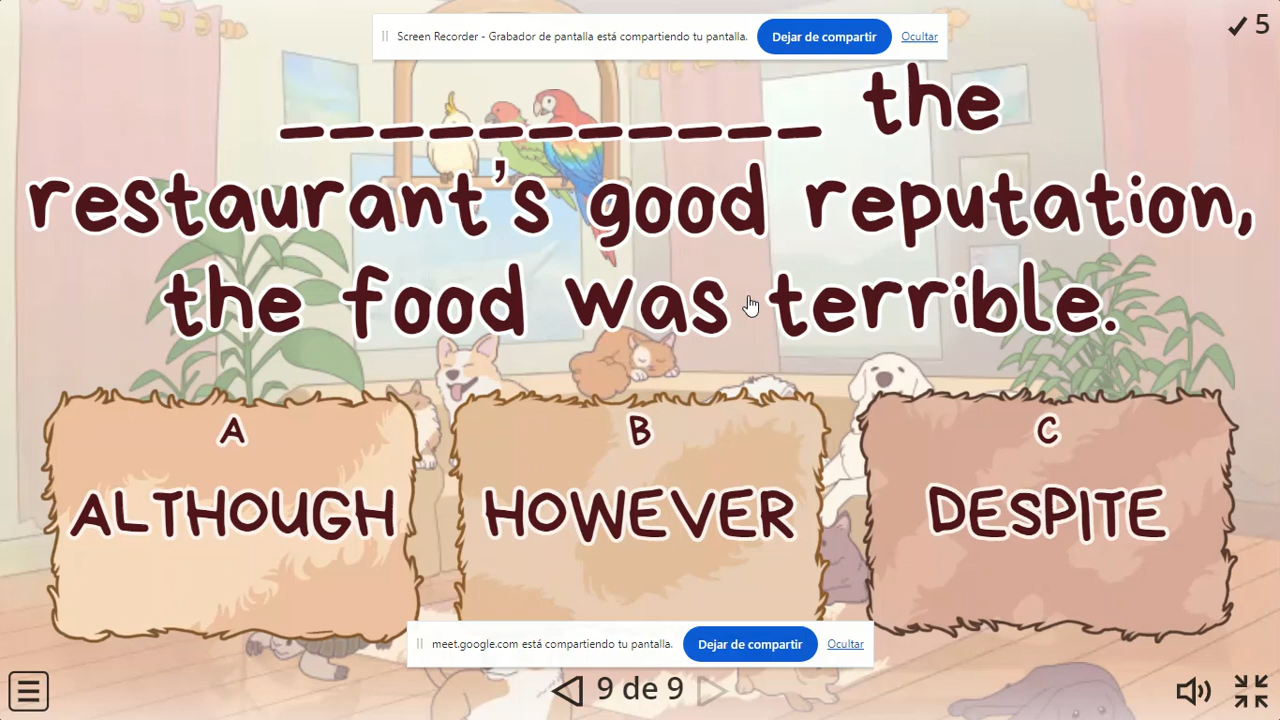 Screen Recorder - Grabador de pantalla está compartiendo tu pantalla. Dejar de compartir Ocultar
✓ 5
___________ the
restaurant's good reputation,
the food was terrible.
A
ALTHOUGH
B
HOWEVER
C
DESPITE
meet.google.com está compartiendo tu pantalla. Dejar de compartir Ocultar
9 de 9